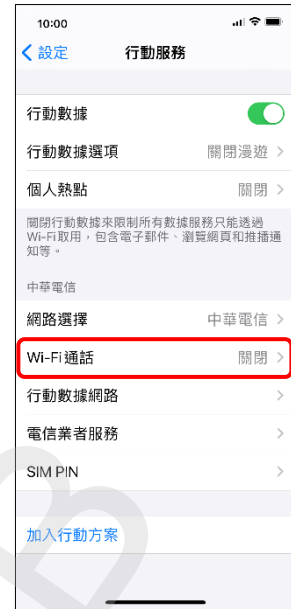 10:00
設定
行動服務
行動數據
行動數據選項 關閉漫遊
個人熱點 關閉
關閉行動數據來限制所有數據服務只能透過
Wi-Fi取用，包含電子郵件、瀏覽網頁和推播通
知等。
中華電信
網路選擇 中華電信
Wi-Fi通話 關閉
行動數據網路
電信業者服務
SIM PIN
加入行動方案